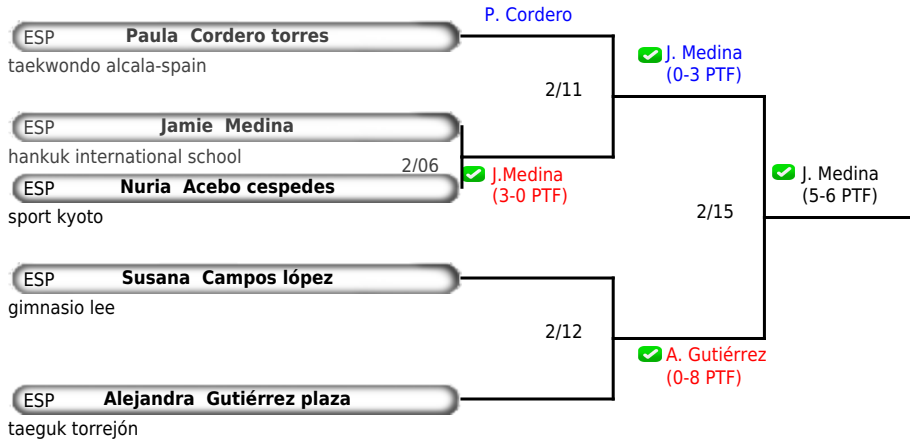 P. Cordero
ESP Paula Cordero torres
taekwondo alcala-spain
J. Medina
(0-3 PTF)
2/11
ESP Jamie Medina
hankuk international school
2/06
J.Medina
(3-0 PTF)
ESP Nuria Acebo cespedes
sport kyoto
J. Medina
(5-6 PTF)
2/15
ESP Susana Campos lópez
gimnasio lee
2/12
A. Gutiérrez
(0-8 PTF)
ESP Alejandra Gutiérrez plaza
taeguk torrejón